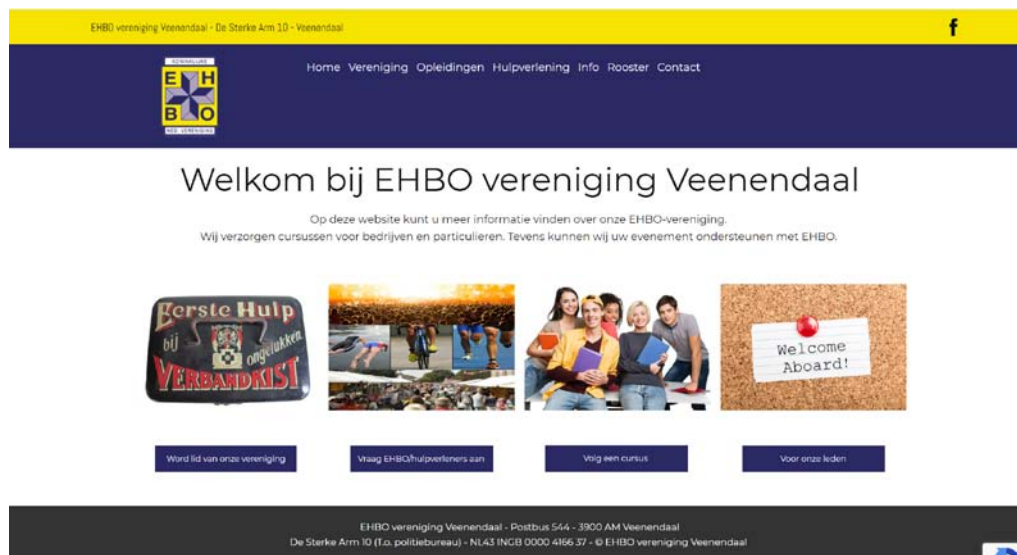 EHBO vereniging Veenendaal - De Sterke Arm 10 - Veenendaal
f
KONINKLIJKE
E H
B O
NED. VERENIGING
Home Vereniging Opleidingen Hulpverlening Info Rooster Contact
Welkom bij EHBO vereniging Veenendaal
Op deze website kunt u meer informatie vinden over onze EHBO-vereniging.
Wij verzorgen cursussen voor bedrijven en particulieren. Tevens kunnen wij uw evenement ondersteunen met EHBO.
Eerste Hulp
bij ongelukken
VERBANDKIST
Welcome
Aboard!
Word lid van onze vereniging
Vraag EHBO/hulpverleners aan
Volg een cursus
Voor onze leden
EHBO vereniging Veenendaal - Postbus 544 - 3900 AM Veenendaal
De Sterke Arm 10 (T.o. politiebureau) - NL43 INGB 0000 4166 37 - © EHBO vereniging Veenendaal